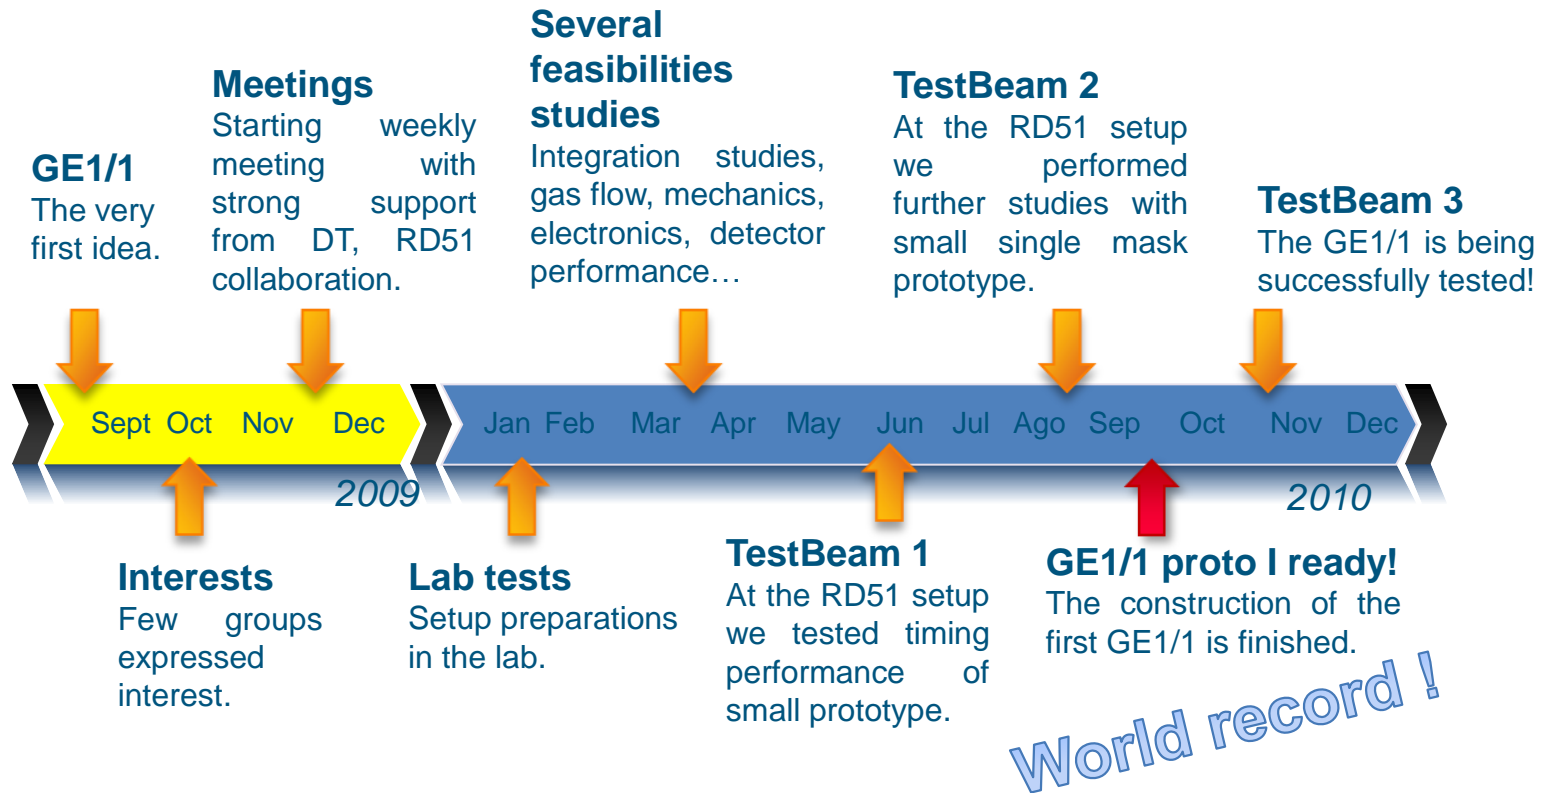 GE1/1
The very
first idea.
Meetings
Starting weekly
meeting with
strong support
from DT, RD51
collaboration.
Several
feasibilities
studies
Integration studies,
gas flow, mechanics,
electronics, detector
performance…
TestBeam 2
At the RD51 setup
we performed
further studies with
small single mask
prototype.
TestBeam 3
The GE1/1 is being
successfully tested!
Sept Oct Nov Dec Jan Feb Mar Apr May Jun Jul Ago Sep Oct Nov Dec
2009 2010
Interests
Few groups
expressed
interest.
Lab tests
Setup preparations
in the lab.
TestBeam 1
At the RD51 setup
we tested timing
performance of
small prototype.
GE1/1 proto I ready!
The construction of the
first GE1/1 is finished.
World record !